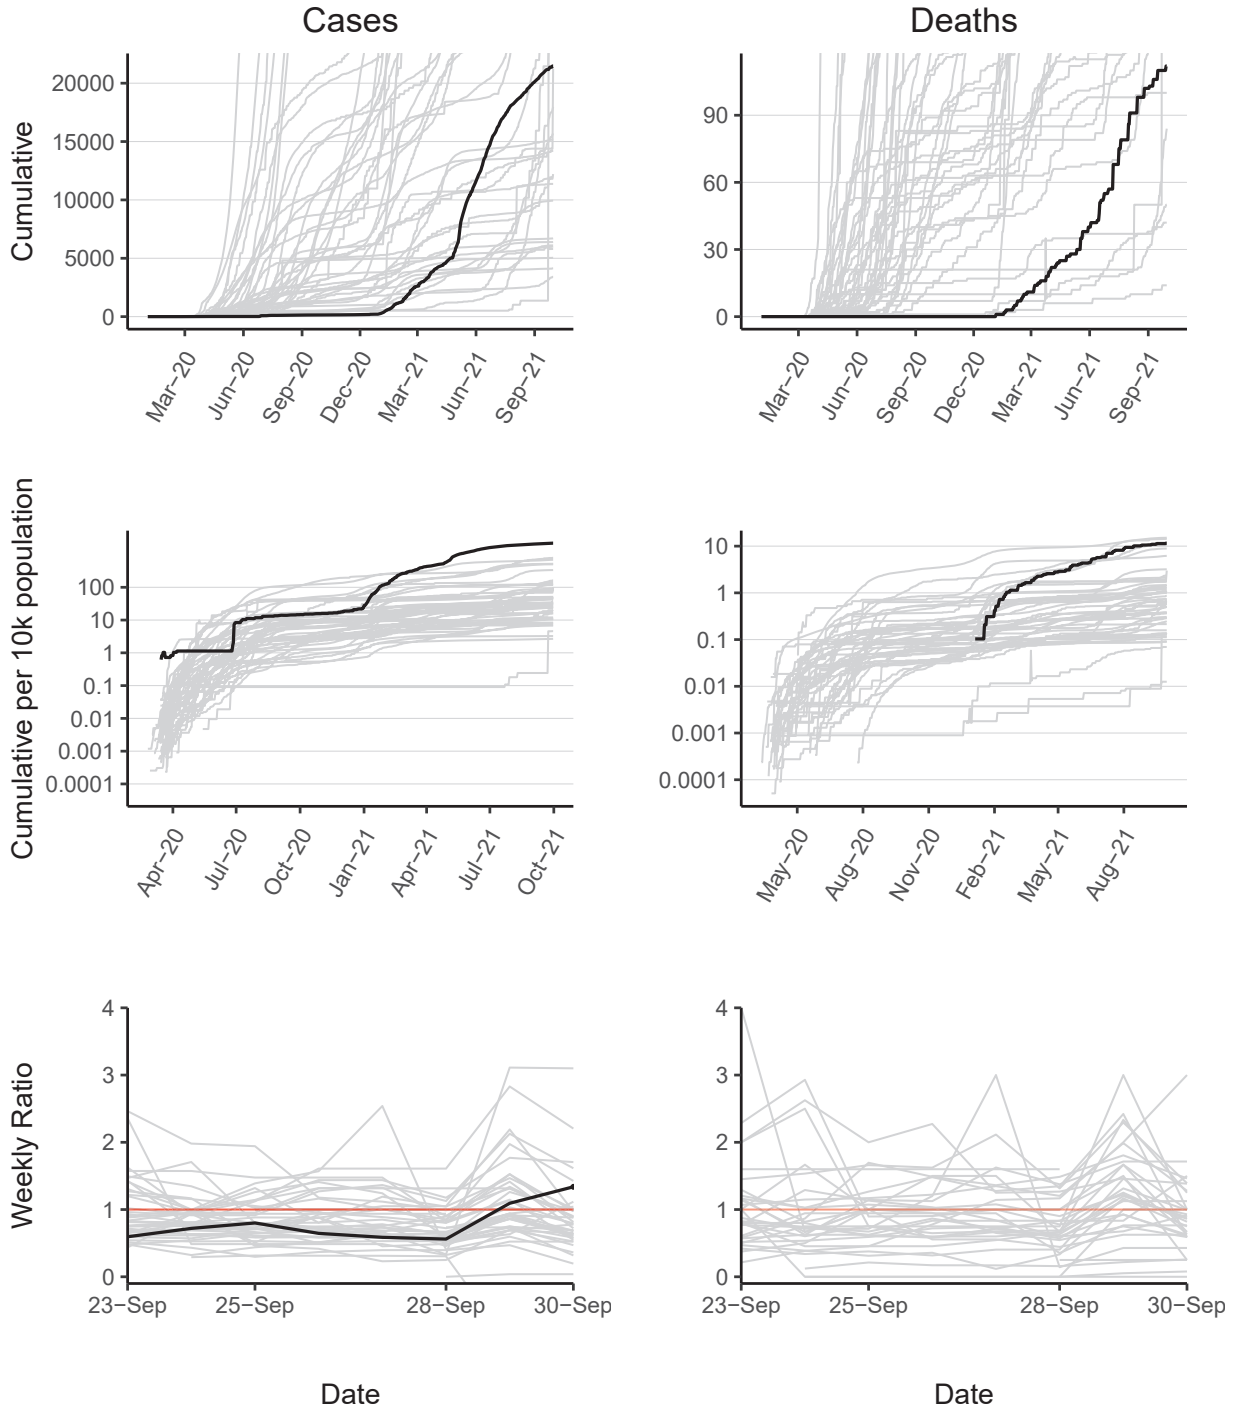 Cases
Deaths
Cumulative
20000
15000
10000
5000
0
Mar−20
Jun−20
Sep−20
Dec−20
Mar−21
Jun−21
Sep−21
90
60
30
0
Mar−20
Jun−20
Sep−20
Dec−20
Mar−21
Jun−21
Sep−21
Cumulative per 10k population
100
10
1
0.1
0.01
0.001
0.0001
Apr−20
Jul−20
Oct−20
Jan−21
Apr−21
Jul−21
Oct−21
10
1
0.1
0.01
0.001
0.0001
May−20
Aug−20
Nov−20
Feb−21
May−21
Aug−21
Weekly Ratio
4
3
2
1
0
23−Sep
25−Sep
28−Sep
30−Sep
4
3
2
1
0
23−Sep
25−Sep
28−Sep
30−Sep
Date
Date